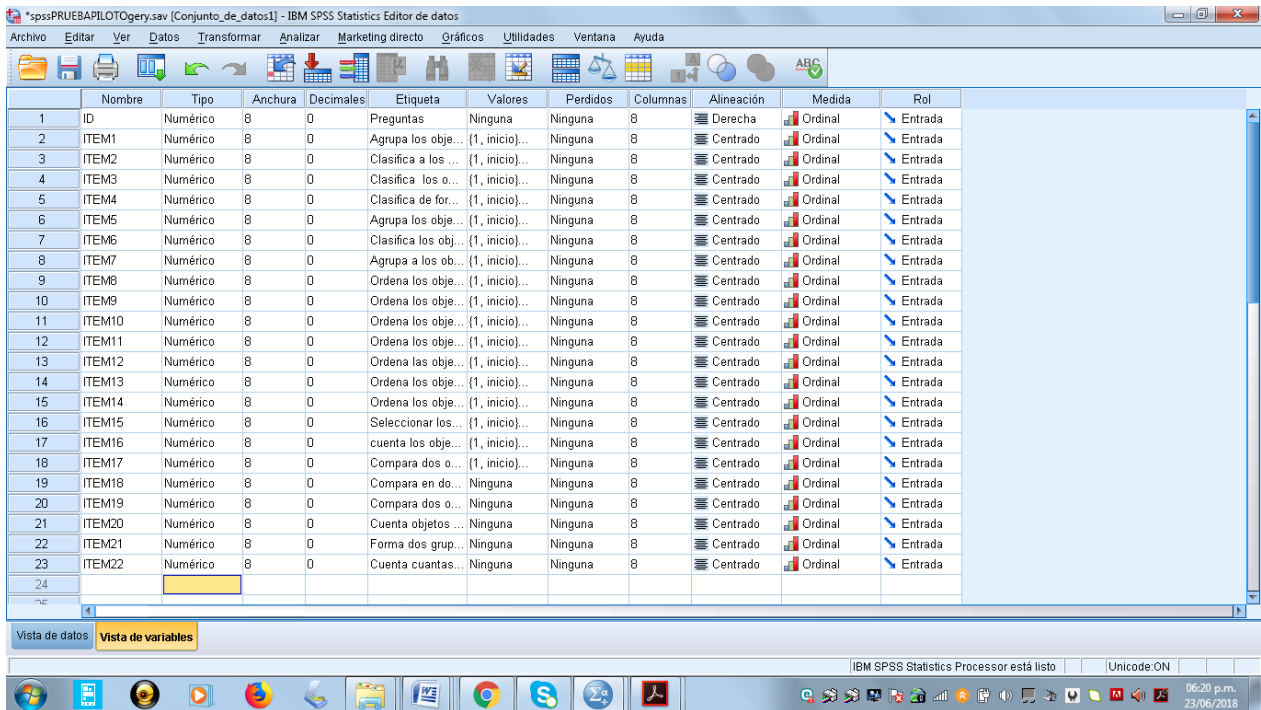 *spssPRUEBAPILOTOgery.sav [Conjunto_de_datos1] - IBM SPSS Statistics Editor de datos
Archivo Editar Ver Datos Transformar Analizar Marketing directo Gráficos Utilidades Ventana Ayuda
Nombre Tipo Anchura Decimales Etiqueta Valores Perdidos Columnas Alineación Medida Rol
1 ID Numérico 8 0 Preguntas Ninguna Ninguna 8 Derecha Ordinal Entrada
2 ITEM1 Numérico 8 0 Agrupa los obje... {1, inicio}... Ninguna 8 Centrado Ordinal Entrada
3 ITEM2 Numérico 8 0 Clasifica a los ... {1, inicio}... Ninguna 8 Centrado Ordinal Entrada
4 ITEM3 Numérico 8 0 Clasifica los o... {1, inicio}... Ninguna 8 Centrado Ordinal Entrada
5 ITEM4 Numérico 8 0 Clasifica de for... {1, inicio}... Ninguna 8 Centrado Ordinal Entrada
6 ITEM5 Numérico 8 0 Agrupa los obje... {1, inicio}... Ninguna 8 Centrado Ordinal Entrada
7 ITEM6 Numérico 8 0 Clasifica los obj... {1, inicio}... Ninguna 8 Centrado Ordinal Entrada
8 ITEM7 Numérico 8 0 Agrupa a los ob... {1, inicio}... Ninguna 8 Centrado Ordinal Entrada
9 ITEM8 Numérico 8 0 Ordena los obje... {1, inicio}... Ninguna 8 Centrado Ordinal Entrada
10 ITEM9 Numérico 8 0 Ordena los obje... {1, inicio}... Ninguna 8 Centrado Ordinal Entrada
11 ITEM10 Numérico 8 0 Ordena los obje... {1, inicio}... Ninguna 8 Centrado Ordinal Entrada
12 ITEM11 Numérico 8 0 Ordena los obje... {1, inicio}... Ninguna 8 Centrado Ordinal Entrada
13 ITEM12 Numérico 8 0 Ordena las obje... {1, inicio}... Ninguna 8 Centrado Ordinal Entrada
14 ITEM13 Numérico 8 0 Ordena los obje... {1, inicio}... Ninguna 8 Centrado Ordinal Entrada
15 ITEM14 Numérico 8 0 Ordena los obje... {1, inicio}... Ninguna 8 Centrado Ordinal Entrada
16 ITEM15 Numérico 8 0 Seleccionar los... {1, inicio}... Ninguna 8 Centrado Ordinal Entrada
17 ITEM16 Numérico 8 0 cuenta los obje... {1, inicio}... Ninguna 8 Centrado Ordinal Entrada
18 ITEM17 Numérico 8 0 Compara dos o... {1, inicio}... Ninguna 8 Centrado Ordinal Entrada
19 ITEM18 Numérico 8 0 Compara en do... Ninguna Ninguna 8 Centrado Ordinal Entrada
20 ITEM19 Numérico 8 0 Compara dos o... Ninguna Ninguna 8 Centrado Ordinal Entrada
21 ITEM20 Numérico 8 0 Cuenta objetos ... Ninguna Ninguna 8 Centrado Ordinal Entrada
22 ITEM21 Numérico 8 0 Forma dos grup... Ninguna Ninguna 8 Centrado Ordinal Entrada
23 ITEM22 Numérico 8 0 Cuenta cuantas... Ninguna Ninguna 8 Centrado Ordinal Entrada
24
Vista de datos Vista de variables
IBM SPSS Statistics Processor está listo Unicode:ON
06:20 p.m.
23/06/2018